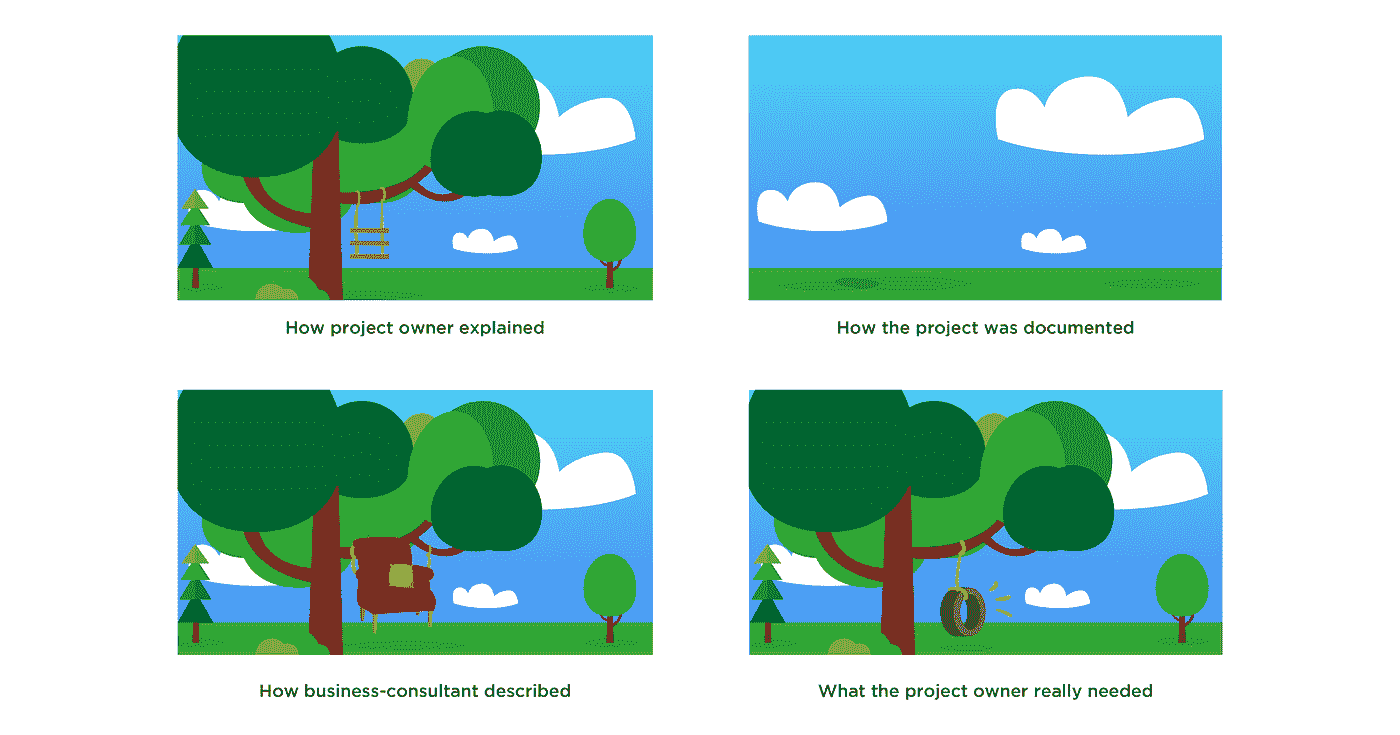 How project owner explained
How the project was documented
How business-consultant described
What the project owner really needed